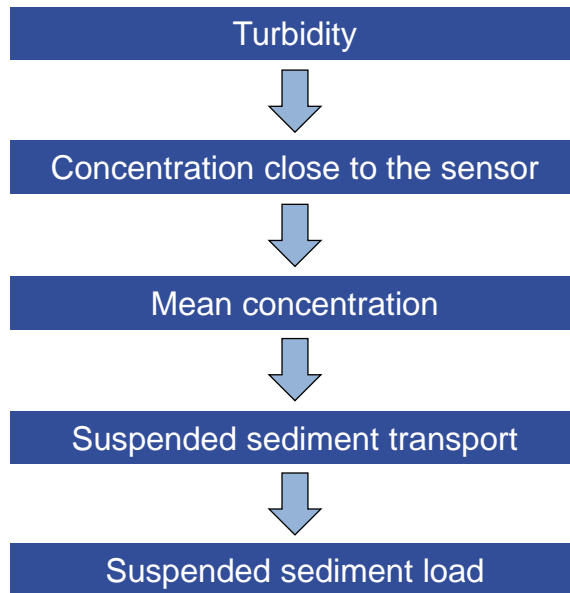 Turbidity
Concentration close to the sensor
Mean concentration
Suspended sediment transport
Suspended sediment load